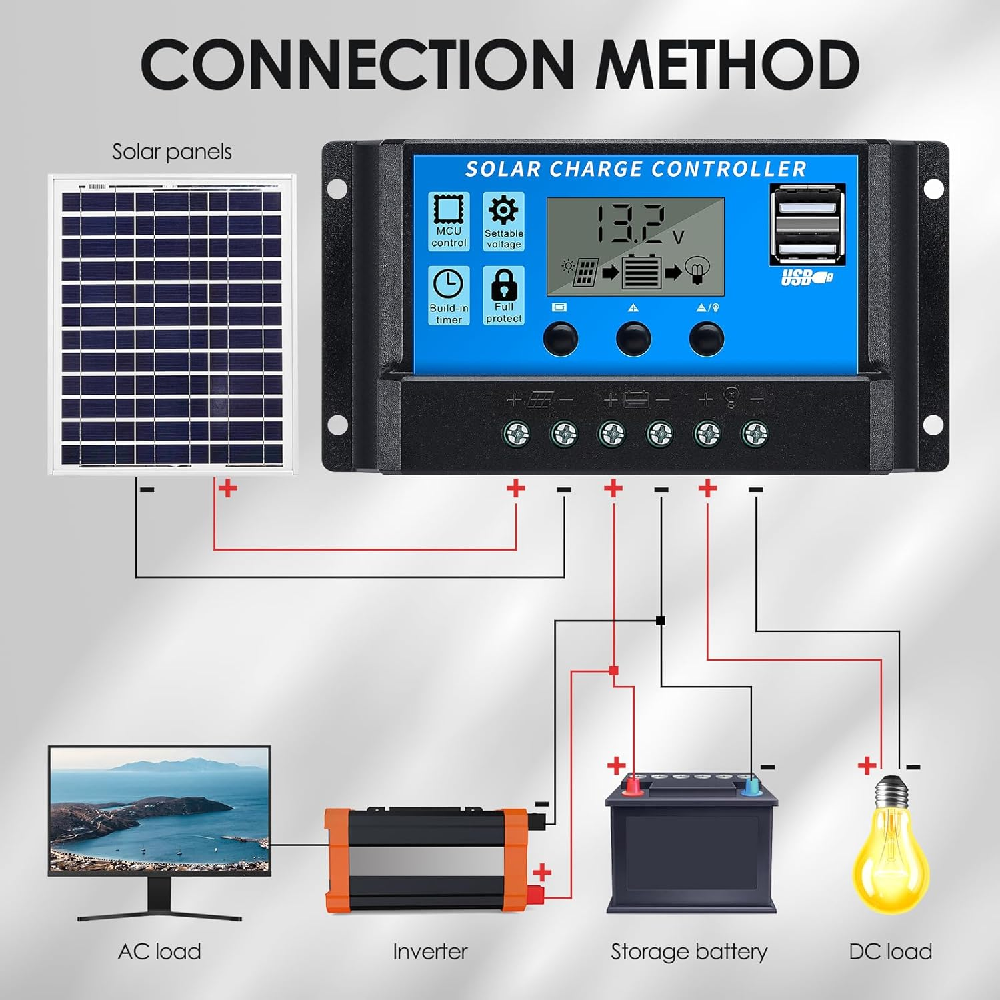 CONNECTION METHOD
Solar panels
SOLAR CHARGE CONTROLLER
MCU
control
Settable
voltage
Build-in
timer
Full
protect
13.2 V
USB
+ −
+ −
+ −
− +
+ − + − + −
+ −
+ −
−
+
AC load
Inverter
Storage battery
DC load